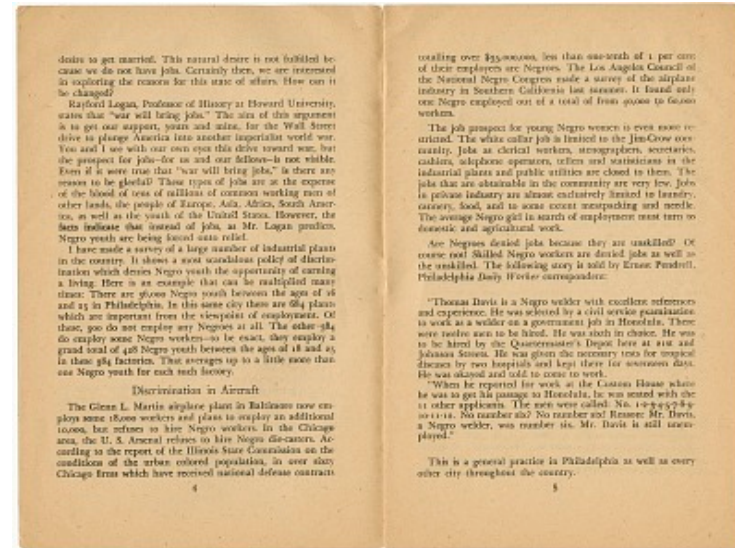 desire to get married. This natural desire is not fulfilled be-
cause we do not have jobs. Certainly then, we are interested
in exploring the reasons for this state of affairs. How can it
be changed?
Rayford Logan, Professor of History at Howard University,
states that "war will bring jobs." The aim of this argument
is to get our support, yours and mine, for the Wall Street
drive to plunge America into another imperialist world war.
You and I see with our own eyes this drive toward war, but
the prospect for jobs—for us and our fellows—is not visible.
Even if it were true that "war will bring jobs," is there any
reason to be gleeful? These types of jobs are at the expense
of the blood of tens of millions of common working men of
other lands, the people of Europe, Asia, Africa, South Amer-
ica, as well as the youth of the United States. However, the
facts indicate that instead of jobs, as Mr. Logan predicts,
Negro youth are being forced onto relief.
I have made a survey of a large number of industrial plants
in the country. It shows a most scandalous policy of discrim-
ination which denies Negro youth the opportunity of earning
a living. Here is an example that can be multiplied many
times: There are 56,000 Negro youth between the ages of 16
and 25 in Philadelphia. In this same city there are 684 plants
which are important from the viewpoint of employment. Of
these, 300 do not employ any Negroes at all. The other 384
do employ some Negro workers—to be exact, they employ a
grand total of 428 Negro youth between the ages of 18 and 25
in these 384 factories. That averages up to a little more than
one Negro youth for each such factory.
Discrimination in Aircraft
The Glenn L. Martin airplane plant in Baltimore now em-
ploys some 18,000 workers and plans to employ an additional
10,000, but refuses to hire Negro workers. In the Chicago
area, the U. S. Arsenal refuses to hire Negro die-casters. Ac-
cording to the report of the Illinois State Commission on the
conditions of the urban colored population, in over sixty
Chicago firms which have received national defense contracts
4
totalling over $35,000,000, less than one-tenth of 1 per cent
of their employees are Negroes. The Los Angeles Council of
the National Negro Congress made a survey of the airplane
industry in Southern California last summer. It found only
one Negro employed out of a total of from 40,000 to 60,000
workers.
The job prospect for young Negro women is even more re-
stricted. The white collar job is limited to the Jim-Crow com-
munity. Jobs as clerical workers, stenographers, secretaries,
cashiers, telephone operators, tellers and statisticians in the
industrial plants and public utilities are closed to them. The
jobs that are obtainable in the community are very few. Jobs
in private industry are almost exclusively limited to laundry,
cannery, food, and to some extent meatpacking and needle.
The average Negro girl in search of employment must turn to
domestic and agricultural work.
Are Negroes denied jobs because they are unskilled? Of
course not! Skilled Negro workers are denied jobs as well as
the unskilled. The following story is told by Ernest Pendrell,
Philadelphia Daily Worker correspondent:
"Thomas Davis is a Negro welder with excellent references
and experience. He was selected by a civil service examination
to work as a welder on a government job in Honolulu. There
were twelve men to be hired. He was sixth in choice. He was
to be hired by the Quartermaster's Depot here at 21st and
Johnson Streets. He was given the necessary tests for tropical
diseases by two hospitals and kept there for seventeen days.
He was okayed and told to come to work.
"When he reported for work at the Custom House where
he was to get his passage to Honolulu, he was seated with the
11 other applicants. The men were called: No. 1-2-3-4-5-7-8-9-
10-11-12. No number six? No number six! Reason: Mr. Davis,
a Negro welder, was number six. Mr. Davis is still unem-
ployed."
This is a general practice in Philadelphia as well as every
other city throughout the country.
5